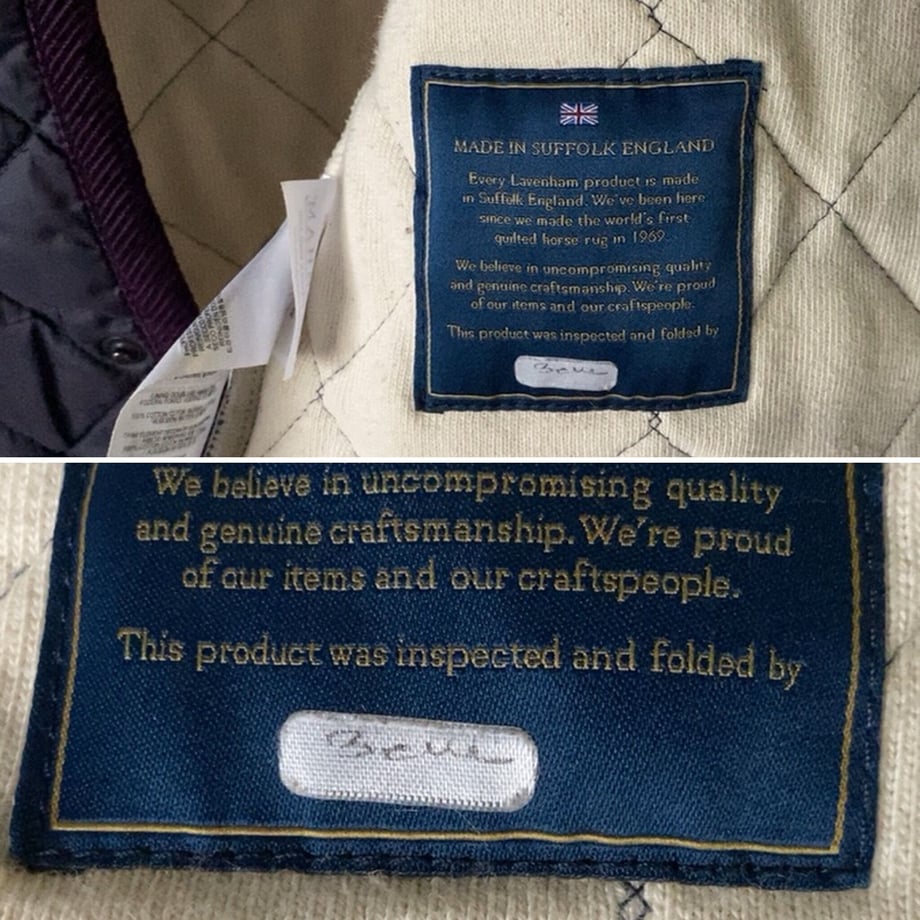 MADE IN SUFFOLK ENGLAND
Every Lavenham product is made
in Suffolk England. We've been here
since we made the world's first
quilted horse rug in 1969.
We believe in uncompromising quality
and genuine craftsmanship. We're proud
of our items and our craftspeople.
This product was inspected and folded by
We believe in uncompromising quality
and genuine craftsmanship. We're proud
of our items and our craftspeople.
This product was inspected and folded by